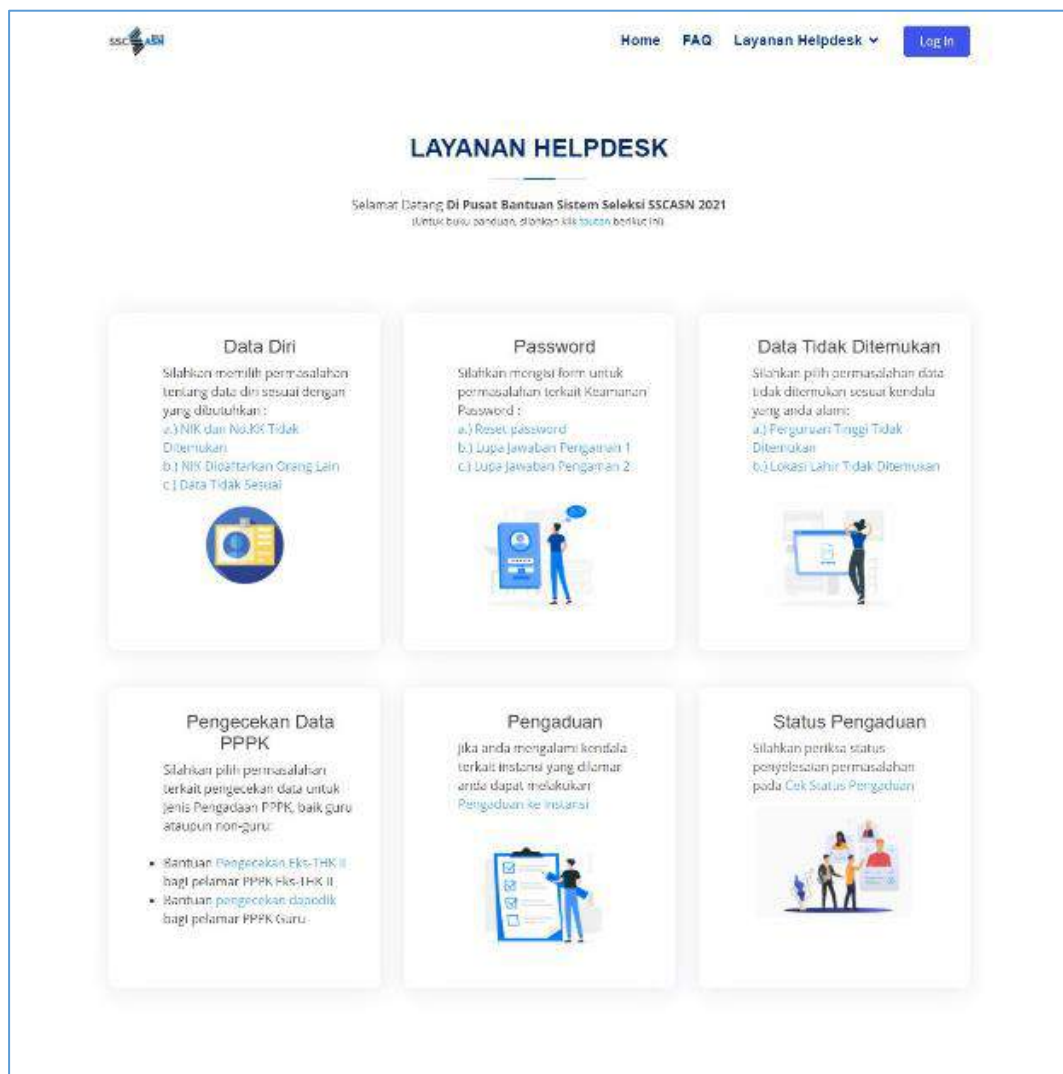 SSC ASN
Home FAQ Layanan Helpdesk Log In
LAYANAN HELPDESK
Selamat Datang Di Pusat Bantuan Sistem Seleksi SSCASN 2021
(Untuk buku panduan, silahkan klik tautan berikut ini)
Data Diri
Silahkan memilih permasalahan
tentang data diri sesuai dengan
yang dibutuhkan :
a.) NIK dan No.KK Tidak
Ditemukan
b.) NIK Didaftarkan Orang Lain
c.) Data Tidak Sesuai
Password
Silahkan mengisi form untuk
permasalahan terkait Keamanan
Password :
a.) Reset password
b.) Lupa Jawaban Pengaman 1
c.) Lupa Jawaban Pengaman 2
Data Tidak Ditemukan
Silahkan pilih permasalahan data
tidak ditemukan sesuai kendala
yang anda alami:
a.) Perguruan Tinggi Tidak
Ditemukan
b.) Lokasi Lahir Tidak Ditemukan
Pengecekan Data
PPPK
Silahkan pilih permasalahan
terkait pengecekan data untuk
Jenis Pengadaan PPPK, baik guru
ataupun non-guru:
• Bantuan Pengecekan Eks-THK II
bagi pelamar PPPK Eks-THK II
• Bantuan pengecekan dapodik
bagi pelamar PPPK Guru
Pengaduan
Jika anda mengalami kendala
terkait instansi yang dilamar
anda dapat melakukan
Pengaduan ke Instansi
Status Pengaduan
Silahkan periksa status
penyelesaian permasalahan
pada Cek Status Pengaduan